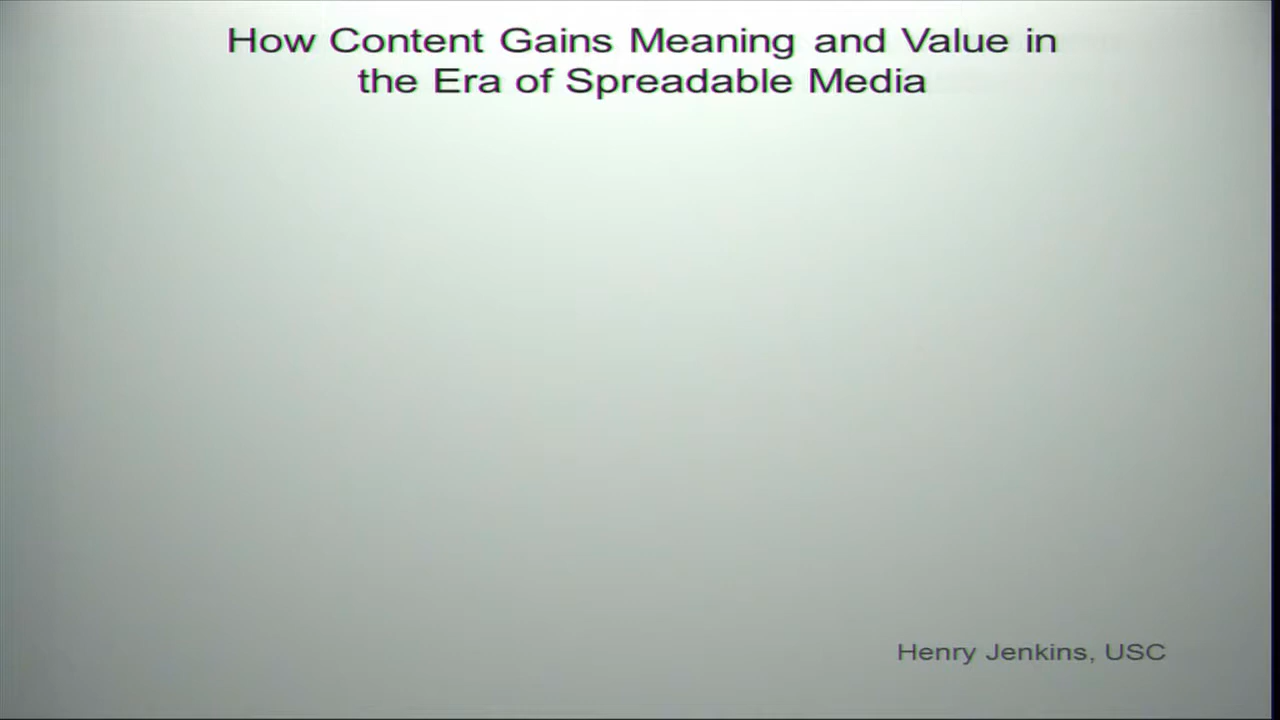 How Content Gains Meaning and Value in
the Era of Spreadable Media
Henry Jenkins, USC